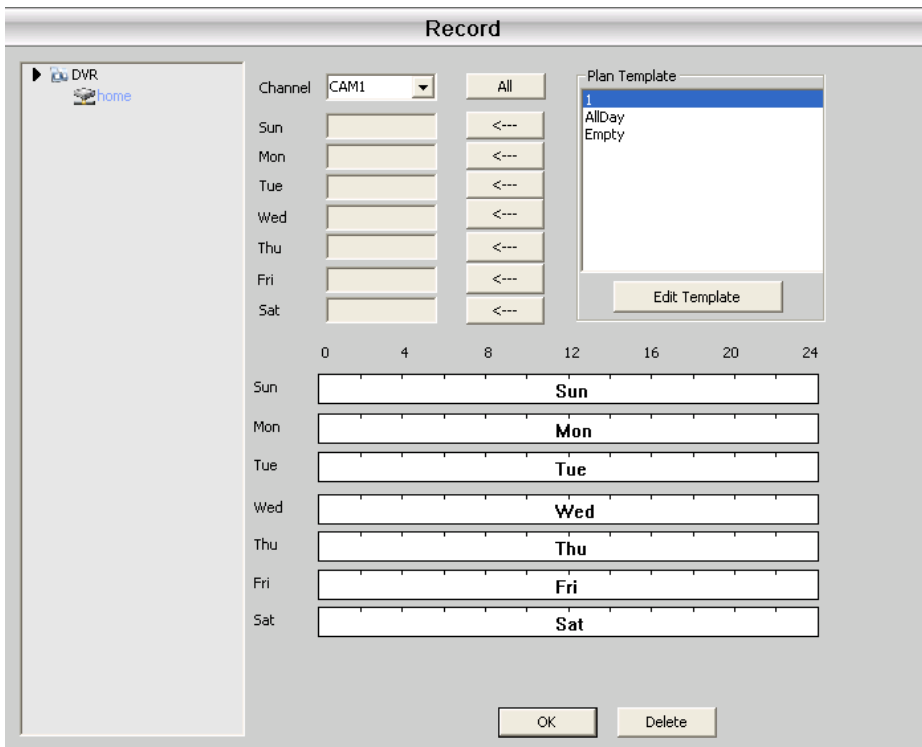 Record
DVR
home
Channel CAM1 All
Sun <---
Mon <---
Tue <---
Wed <---
Thu <---
Fri <---
Sat <---
Plan Template
1
AllDay
Empty
Edit Template
0 4 8 12 16 20 24
Sun Sun
Mon Mon
Tue Tue
Wed Wed
Thu Thu
Fri Fri
Sat Sat
OK Delete